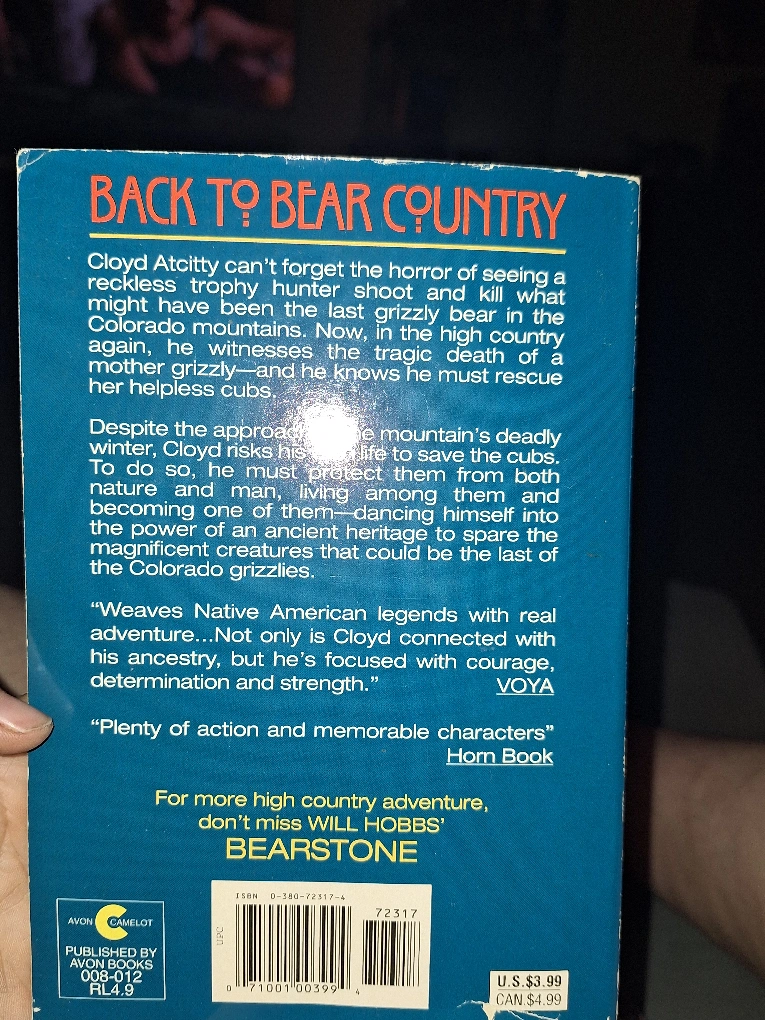 BACK TO BEAR COUNTRY
Cloyd Atcitty can't forget the horror of seeing a
reckless trophy hunter shoot and kill what
might have been the last grizzly bear in the
Colorado mountains. Now, in the high country
again, he witnesses the tragic death of a
mother grizzly—and he knows he must rescue
her helpless cubs.
Despite the mountain's deadly
winter, Cloyd risks his life to save the cubs.
To do so, he must protect them from both
nature and man, living among them and
becoming one of them—dancing himself into
the power of an ancient heritage to spare the
magnificent creatures that could be the last of
the Colorado grizzlies.
"Weaves Native American legends with real
adventure...Not only is Cloyd connected with
his ancestry, but he's focused with courage,
determination and strength." VOYA
"Plenty of action and memorable characters"
Horn Book
For more high country adventure,
don't miss WILL HOBBS'
BEARSTONE
ISBN 0-380-72317-4
72317
UPC
0 71001 00399 4
AVON CAMELOT
PUBLISHED BY
AVON BOOKS
008-012
RL4.9
U.S.$3.99
CAN.$4.99